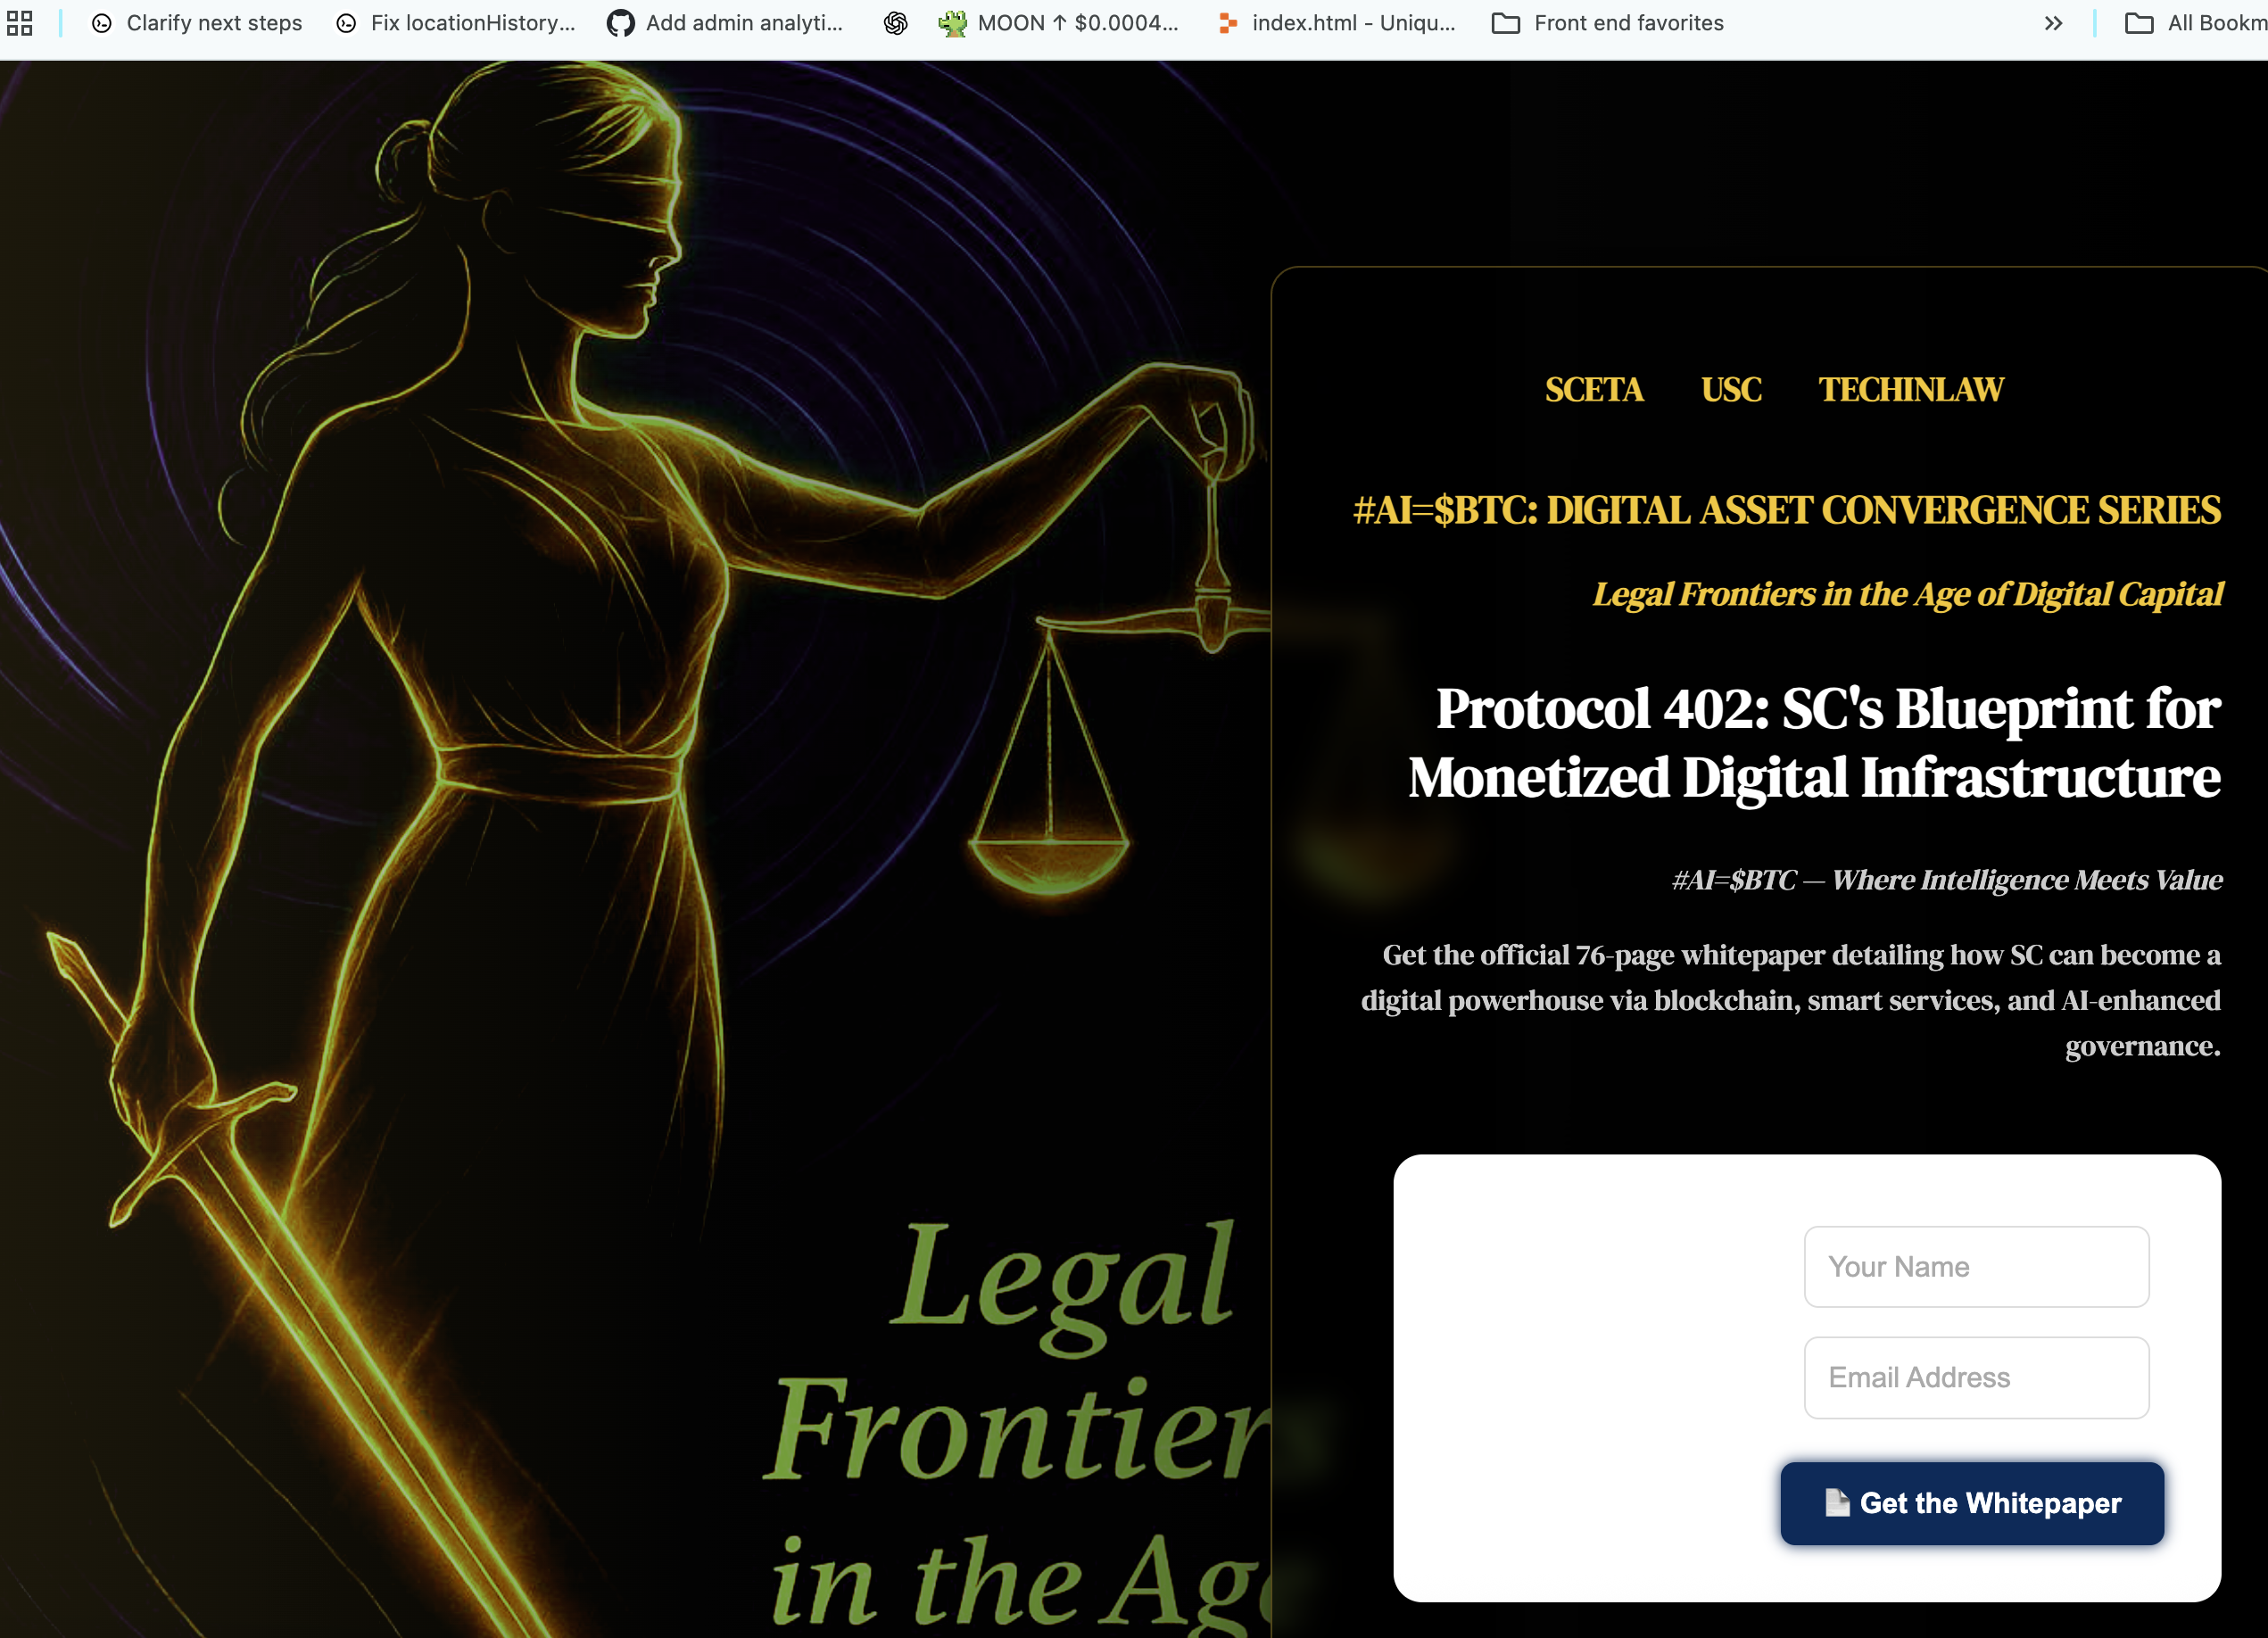 Clarify next steps
Fix locationHistory...
Add admin analyti...
MOON ↑ $0.0004...
index.html - Uniqu...
Front end favorites
All Bookm
SCETA USC TECHINLAW
#AI=$BTC: DIGITAL ASSET CONVERGENCE SERIES
Legal Frontiers in the Age of Digital Capital
Protocol 402: SC's Blueprint for
Monetized Digital Infrastructure
#AI=$BTC — Where Intelligence Meets Value
Get the official 76-page whitepaper detailing how SC can become a
digital powerhouse via blockchain, smart services, and AI-enhanced
governance.
Your Name
Email Address
📄 Get the Whitepaper
Legal
Frontier
in the Age